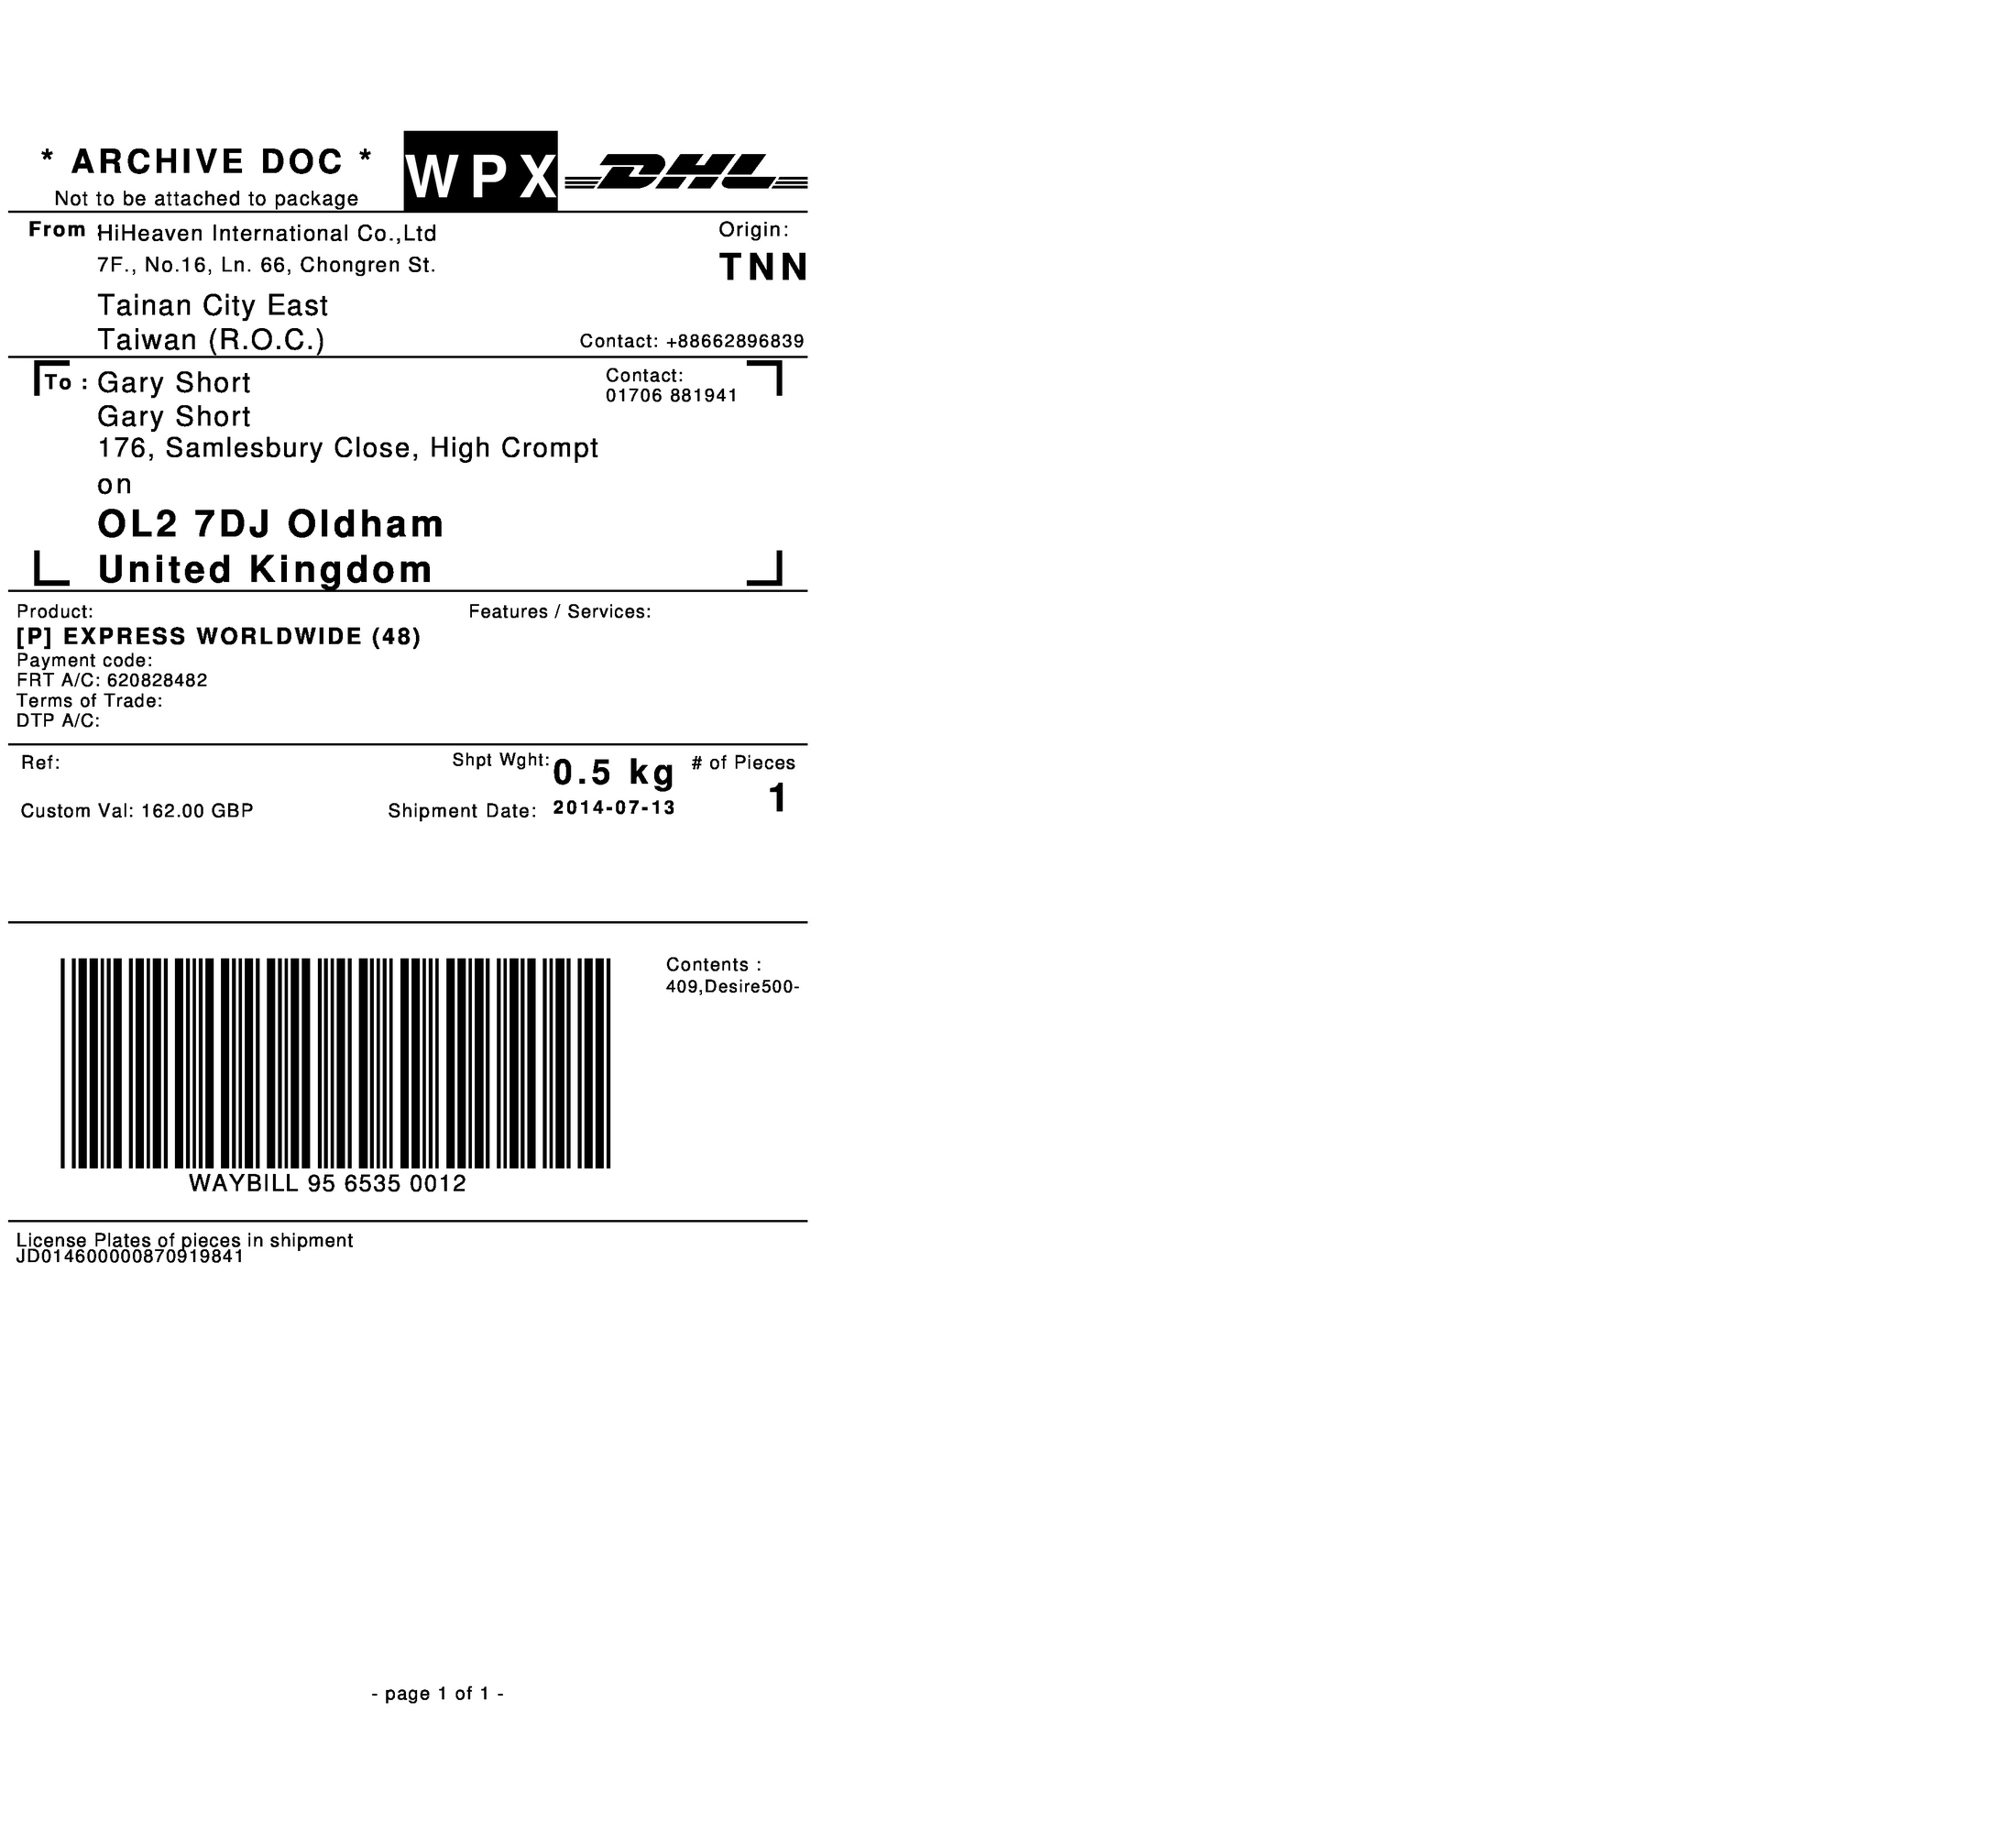 * ARCHIVE DOC *
Not to be attached to package
WPX
DHL
From : HiHeaven International Co.,Ltd
7F., No.16, Ln. 66, Chongren St.
Tainan City East
Taiwan (R.O.C.)
Origin:
TNN
Contact: +88662896839
To : Gary Short
Gary Short
176, Samlesbury Close, High Crompt
on
OL2 7DJ Oldham
United Kingdom
Contact:
01706 881941
Product:
[P] EXPRESS WORLDWIDE (48)
Payment code:
FRT A/C: 620828482
Terms of Trade:
DTP A/C:
Features / Services:
Ref:
Shpt Wght: 0.5 kg
# of Pieces
1
Custom Val: 162.00 GBP
Shipment Date: 2014-07-13
Contents :
409,Desire500-
WAYBILL 95 6535 0012
License Plates of pieces in shipment
JD014600000870919841
- page 1 of 1 -